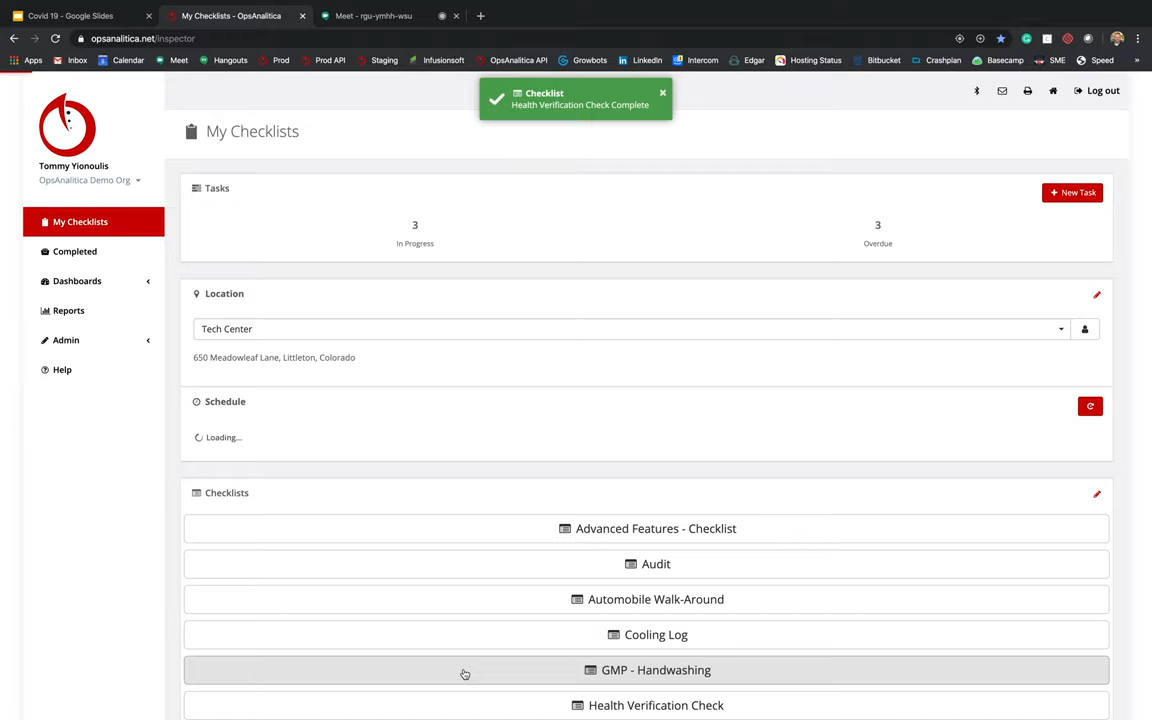 Covid 19 - Google Slides
My Checklists - OpsAnalitica
Meet - rgu-ymhh-wsu
opsanalitica.net/inspector
Apps Inbox Calendar Meet Hangouts Prod Prod API Staging Infusionsoft OpsAnalitica API Growbots LinkedIn Intercom Edgar Hosting Status Bitbucket Crashplan Basecamp SME Speed »
Checklist
Health Verification Check Complete
Log out
Tommy Yionoulis
OpsAnalitica Demo Org
My Checklists
Completed
Dashboards
Reports
Admin
Help
My Checklists
Tasks
+ New Task
3
In Progress
3
Overdue
Location
Tech Center
650 Meadowleaf Lane, Littleton, Colorado
Schedule
Loading...
Checklists
Advanced Features - Checklist
Audit
Automobile Walk-Around
Cooling Log
GMP - Handwashing
Health Verification Check